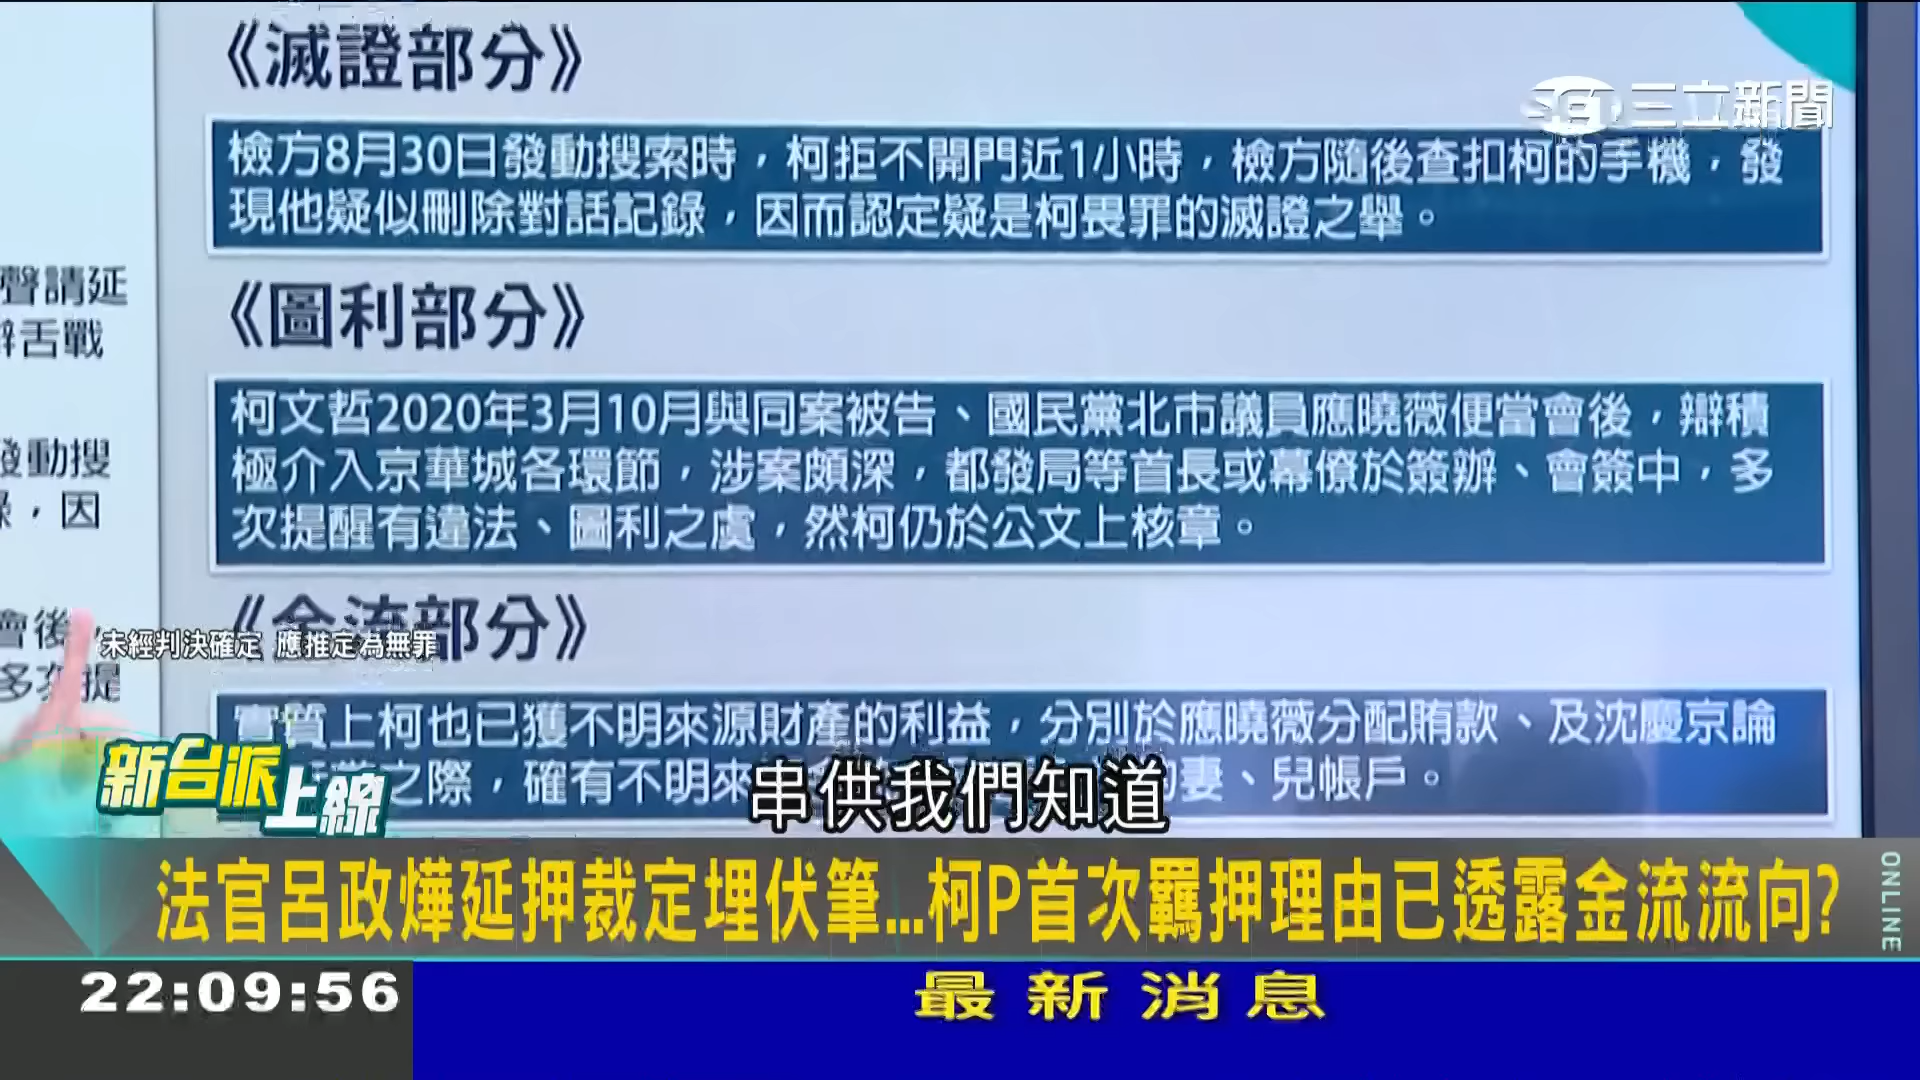 《滅證部分》
三立新聞
檢方8月30日發動搜索時，柯拒不開門近1小時，檢方隨後查扣柯的手機，發
現他疑似刪除對話記錄，因而認定疑是柯畏罪的滅證之舉。
聲請延
辯舌戰
《圖利部分》
柯文哲2020年3月10月與同案被告、國民黨北市議員應曉薇便當會後，辯積
極介入京華城各環節，涉案頗深，都發局等首長或幕僚於簽辦、會簽中，多
次提醒有違法、圖利之虞，然柯仍於公文上核章。
發動搜
，因
會後，
多次提
《金流部分》
未經判決確定 應推定為無罪
實質上柯也已獲不明來源財產的利益，分別於應曉薇分配賄款、及沈慶京論
之際，確有不明來 的妻、兒帳戶。
新台派上線
串供我們知道
法官呂政燁延押裁定埋伏筆...柯P首次羈押理由已透露金流流向?
ONLINE
22:09:56
最新消息